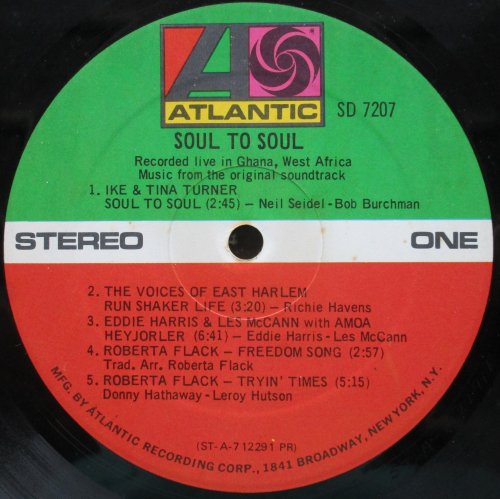 ATLANTIC
SD 7207
SOUL TO SOUL
Recorded live in Ghana, West Africa
Music from the original soundtrack
1. IKE & TINA TURNER
SOUL TO SOUL (2:45) – Neil Seidel-Bob Burchman
STEREO
ONE
2. THE VOICES OF EAST HARLEM
RUN SHAKER LIFE (3:20) – Richie Havens
3. EDDIE HARRIS & LES McCANN with AMOA
HEYJORLER (6:41) – Eddie Harris-Les McCann
4. ROBERTA FLACK – FREEDOM SONG (2:57)
Trad. Arr. Roberta Flack
5. ROBERTA FLACK – TRYIN' TIMES (5:15)
Donny Hathaway-Leroy Hutson
(ST-A-712291 PR)
MFG. BY ATLANTIC RECORDING CORP., 1841 BROADWAY, NEW YORK, N.Y.